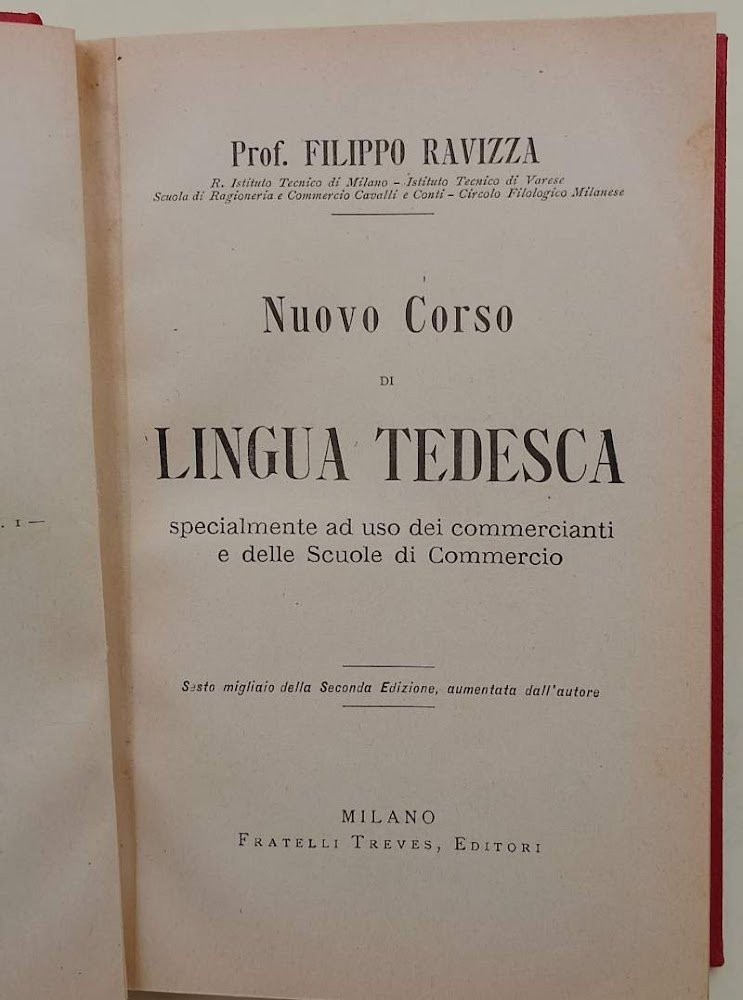 Prof. FILIPPO RAVIZZA
R. Istituto Tecnico di Milano – Istituto Tecnico di Varese
Scuola di Ragioneria e Commercio Cavalli e Conti – Circolo Filologico Milanese
Nuovo Corso
DI
LINGUA TEDESCA
specialmente ad uso dei commercianti
e delle Scuole di Commercio
Sesto migliaio della Seconda Edizione, aumentata dall'autore
MILANO
FRATELLI TREVES, EDITORI
. 1 —